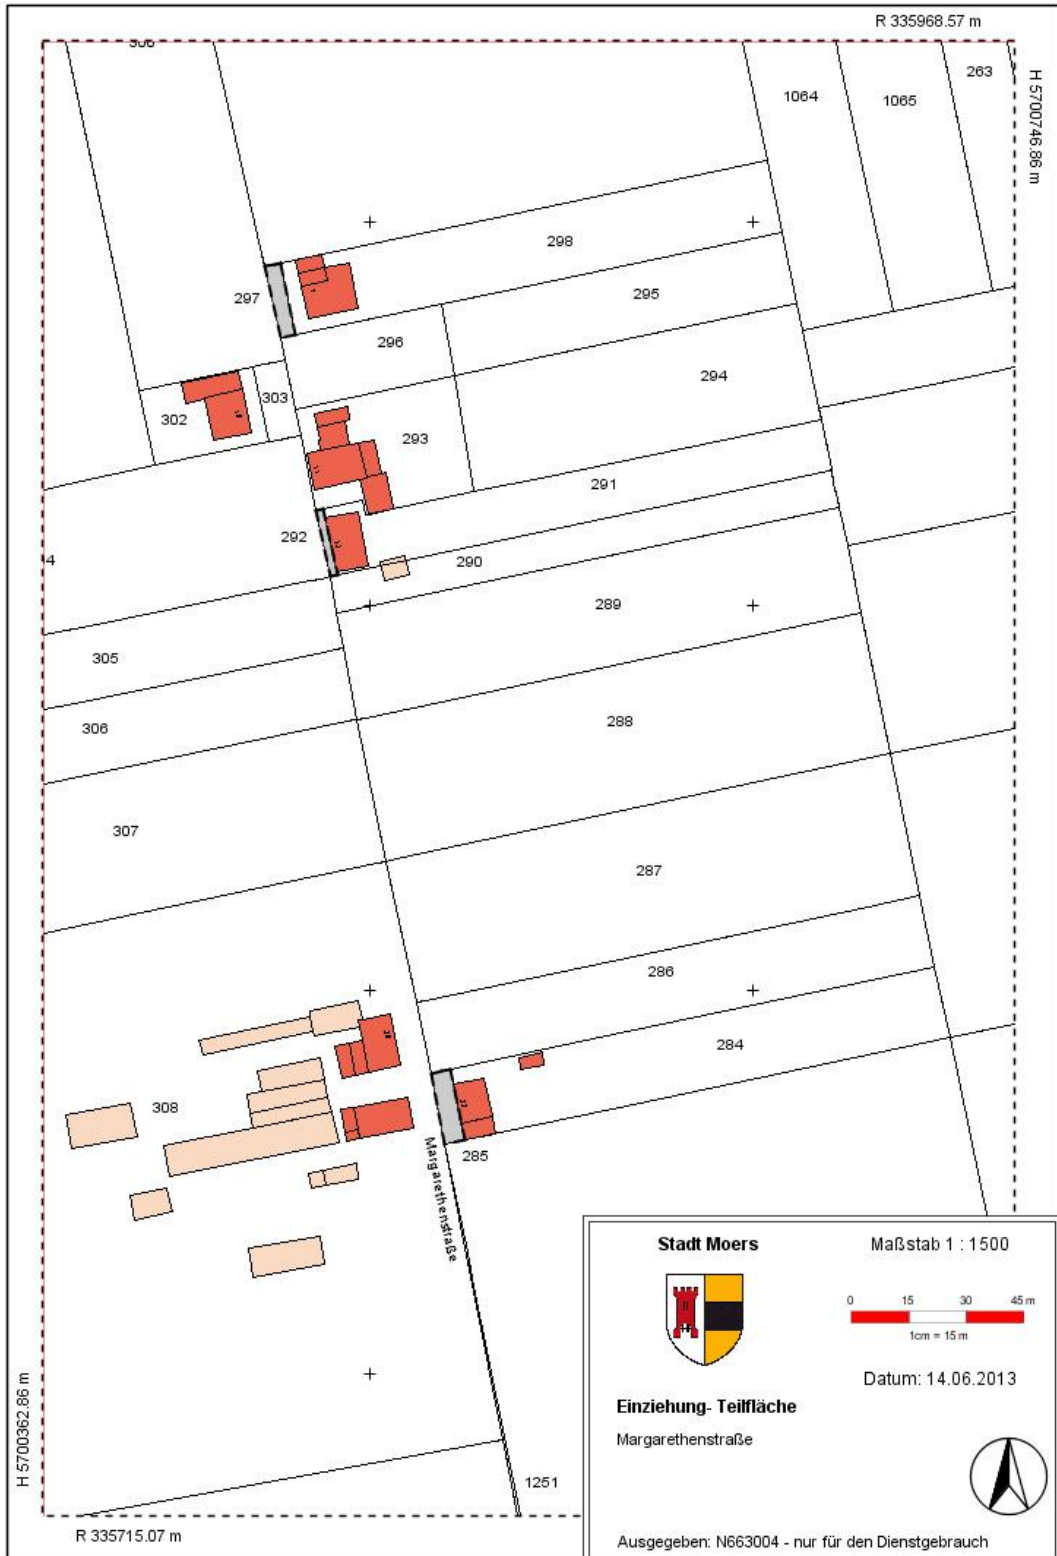 R 335968.57 m
H 5700746.86 m
263
1064
1065
298
297
295
296
294
302
303
293
291
292
290
4
289
305
306
288
307
287
286
284
308
285
Margarethenstraße
1251
H 5700362.86 m
R 335715.07 m
Stadt Moers
Maßstab 1 : 1500
0 15 30 45 m
1cm = 15 m
Datum: 14.06.2013
Einziehung- Teilfläche
Margarethenstraße
Ausgegeben: N663004 - nur für den Dienstgebrauch